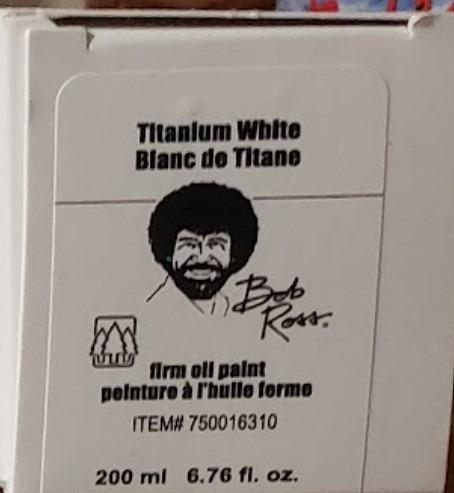 Titanium White
Blanc de Titane
Bob
Ross.
firm oil paint
peinture à l'huile ferme
ITEM# 750016310
200 ml 6.76 fl. oz.